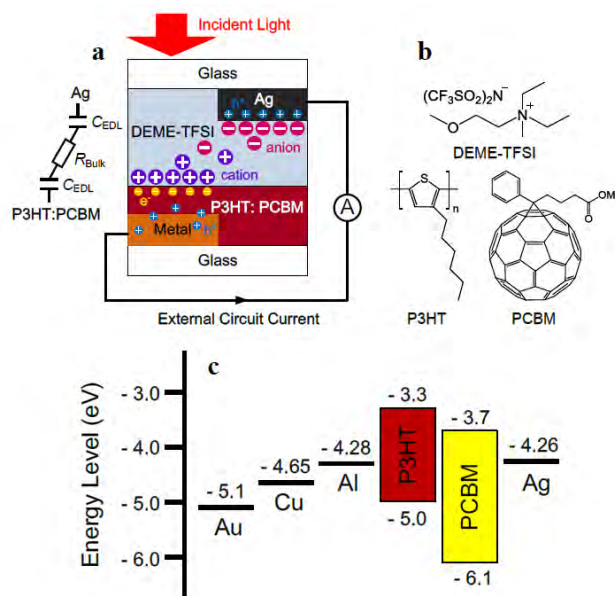 Incident Light
a
Glass
Ag
C_EDL
R_Bulk
C_EDL
P3HT:PCBM
h+
Ag
DEME-TFSI
anion
cation
e-
P3HT: PCBM
Metal
h+
Glass
A
External Circuit Current
b
(CF3SO2)2N−
N+
O
DEME-TFSI
S
n
P3HT
OM
O
PCBM
c
Energy Level (eV)
- 3.0
- 4.0
- 5.0
- 6.0
- 5.1
Au
- 4.65
Cu
- 4.28
Al
- 3.3
P3HT
- 5.0
- 3.7
PCBM
- 6.1
- 4.26
Ag